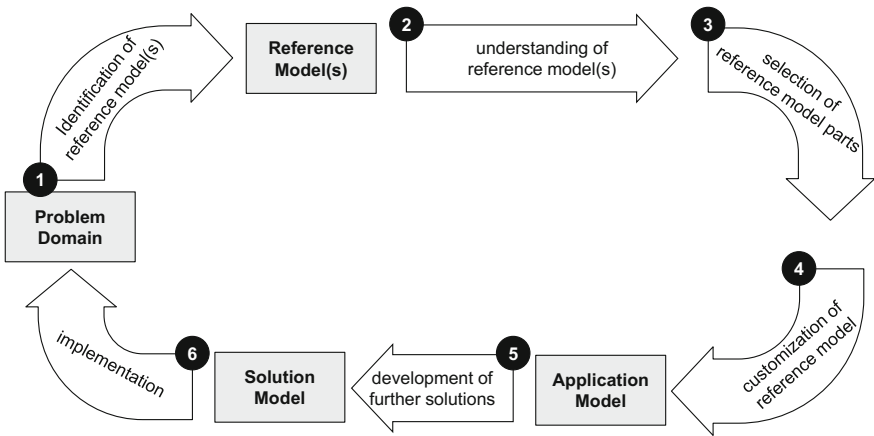 1
Identification of
reference model(s)
Reference
Model(s)
2
understanding of
reference model(s)
3
selection of
reference model parts
4
customization of
reference model
Application
Model
5
development of
further solutions
Solution
Model
6
implementation
Problem
Domain